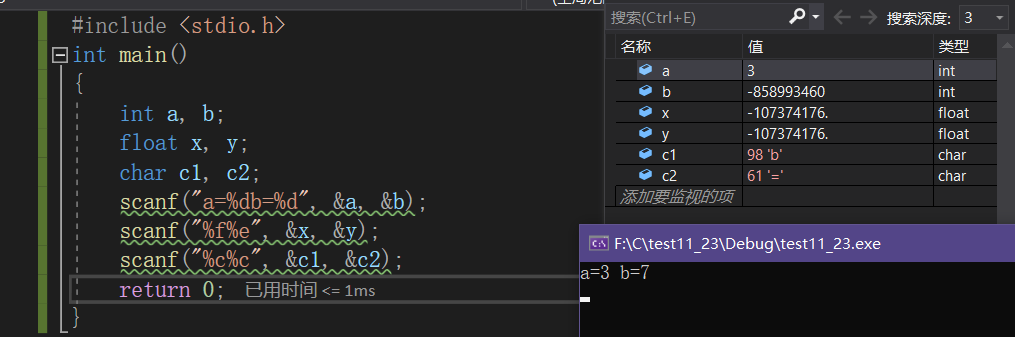 #include <stdio.h>
int main()
{
int a, b;
float x, y;
char c1, c2;
scanf("a=%db=%d", &a, &b);
scanf("%f%e", &x, &y);
scanf("%c%c", &c1, &c2);
return 0; 已用时间 <= 1ms
}
搜索(Ctrl+E) 搜索深度: 3
名称 值 类型
a 3 int
b -858993460 int
x -107374176. float
y -107374176. float
c1 98 'b' char
c2 61 '=' char
添加要监视的项
F:\C\test11_23\Debug\test11_23.exe
a=3 b=7